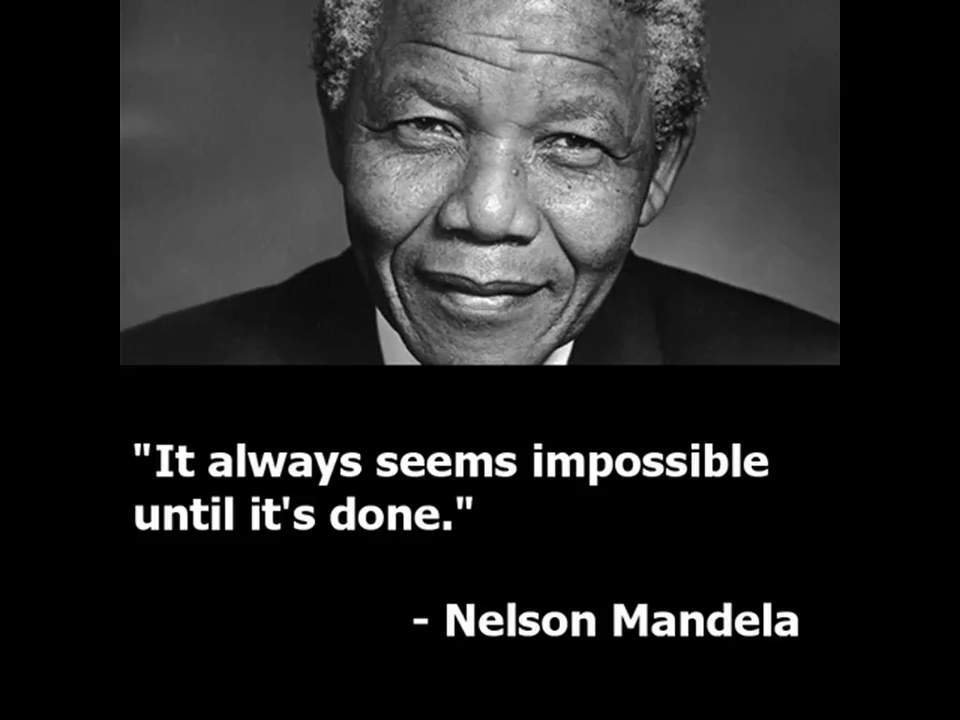 "It always seems impossible
until it's done."
- Nelson Mandela